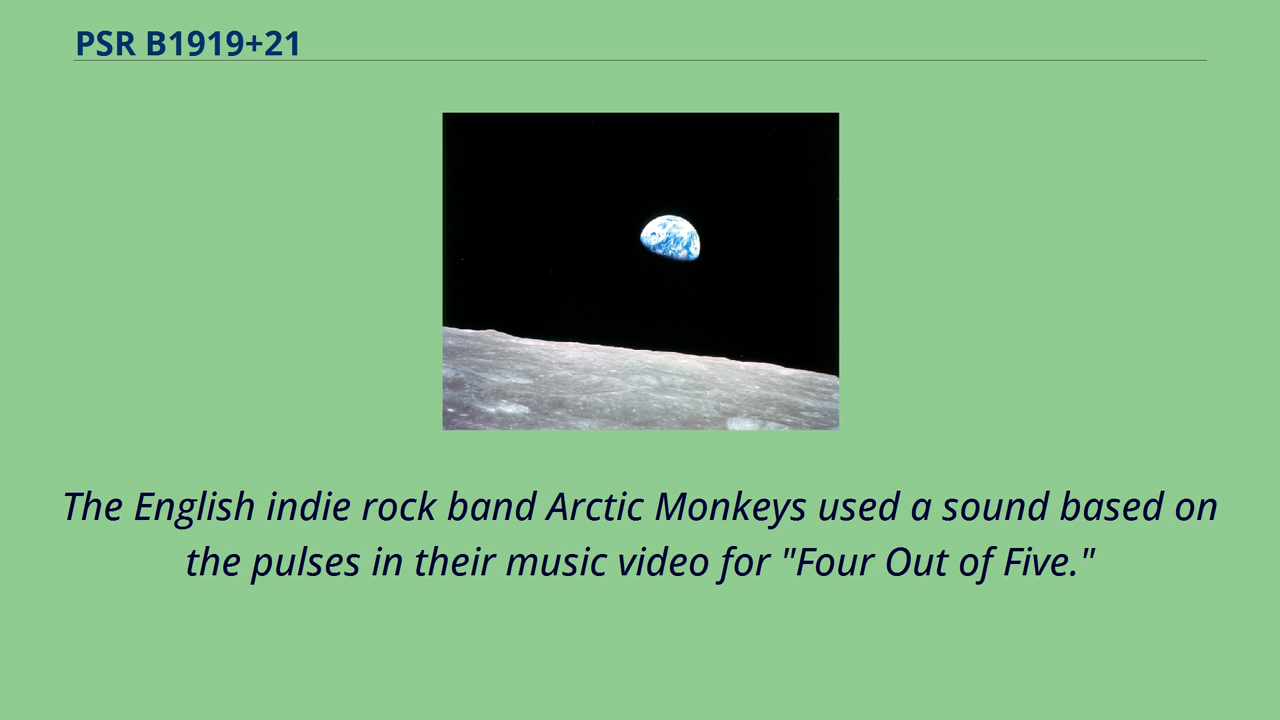 PSR B1919+21
The English indie rock band Arctic Monkeys used a sound based on
the pulses in their music video for "Four Out of Five."